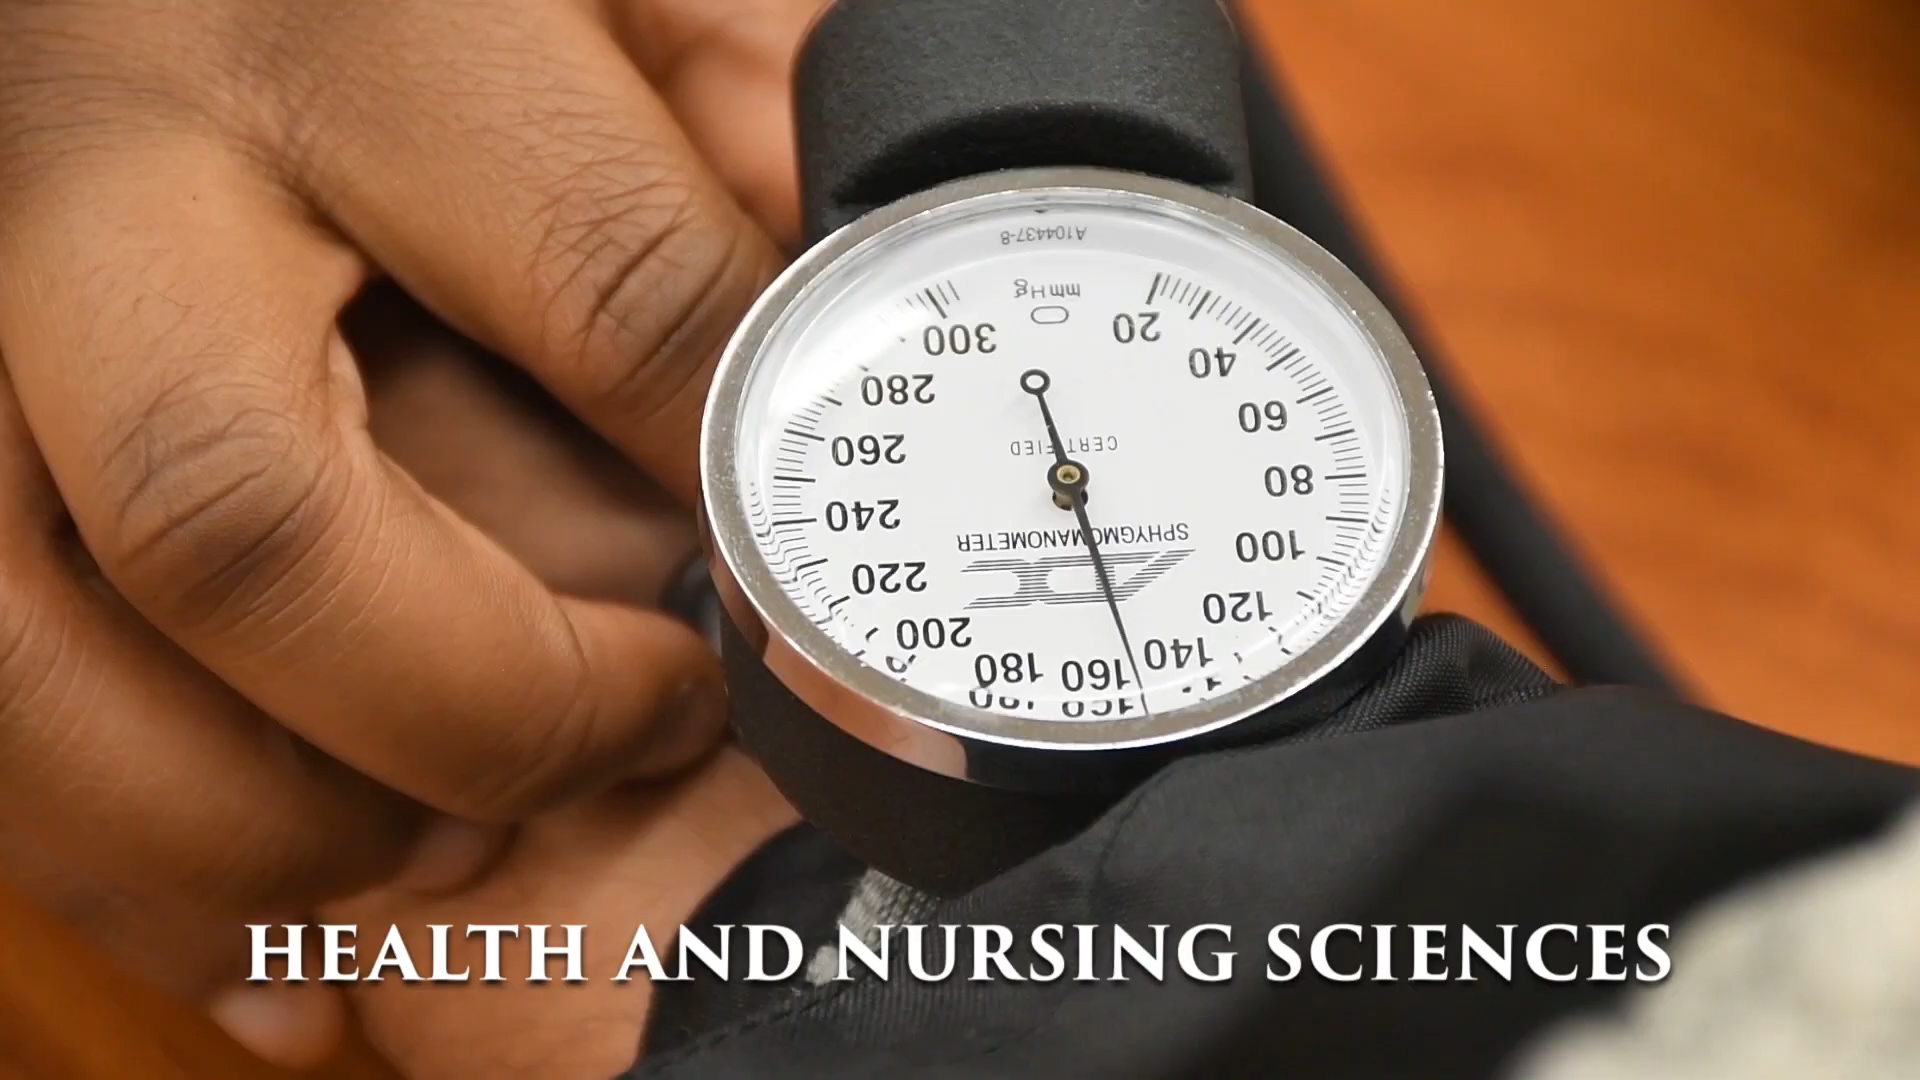 A104437-8
mmHg
0
300 20
280 40
260 60
CERTIFIED
240 80
SPHYGMOMANOMETER
ADC
220 100
200 120
180 160 140
HEALTH AND NURSING SCIENCES